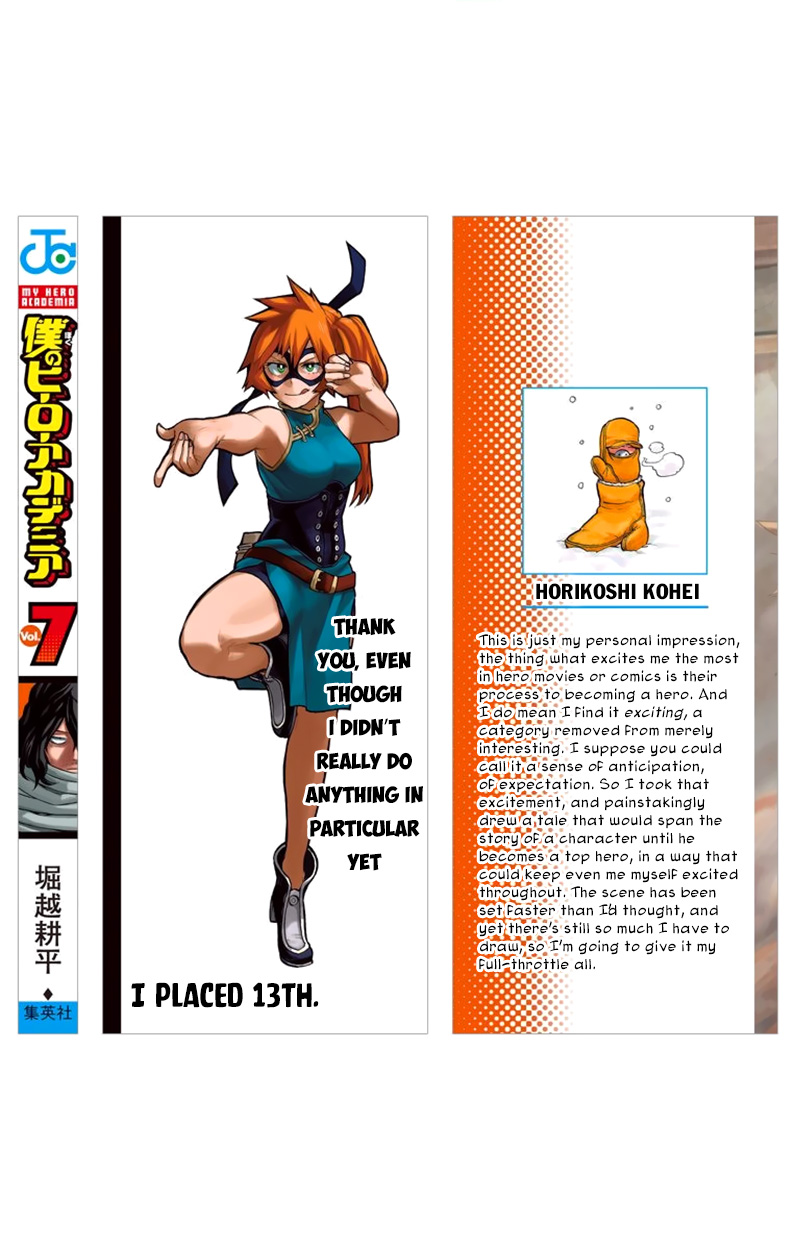 JC
MY HERO
ACADEMIA
僕のヒーローアカデミア
ぼく
Vol.7
堀越耕平
◆
集英社
THANK
YOU, EVEN
THOUGH
I DIDN'T
REALLY DO
ANYTHING IN
PARTICULAR
YET
I PLACED 13TH.
HORIKOSHI KOHEI
This is just my personal impression,
the thing what excites me the most
in hero movies or comics is their
process to becoming a hero. And
I do mean I find it exciting, a
category removed from merely
interesting. I suppose you could
call it a sense of anticipation,
of expectation. So I took that
excitement, and painstakingly
drew a tale that would span the
story of a character until he
becomes a top hero, in a way that
could keep even me myself excited
throughout. The scene has been
set faster than I'd thought, and
yet there's still so much I have to
draw, so I'm going to give it my
full-throttle all.